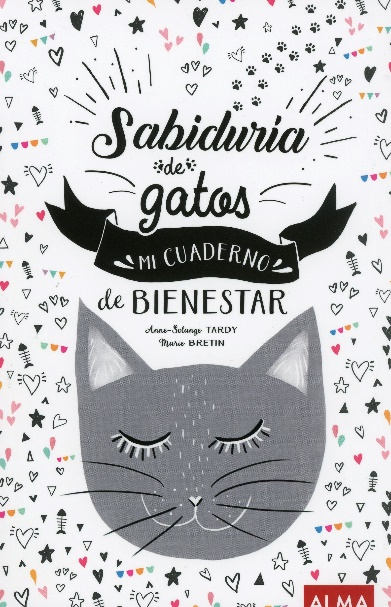 Sabiduría
de
gatos
MI CUADERNO
de BIENESTAR
Anne-Solange TARDY
Marie BRETIN
ALMA